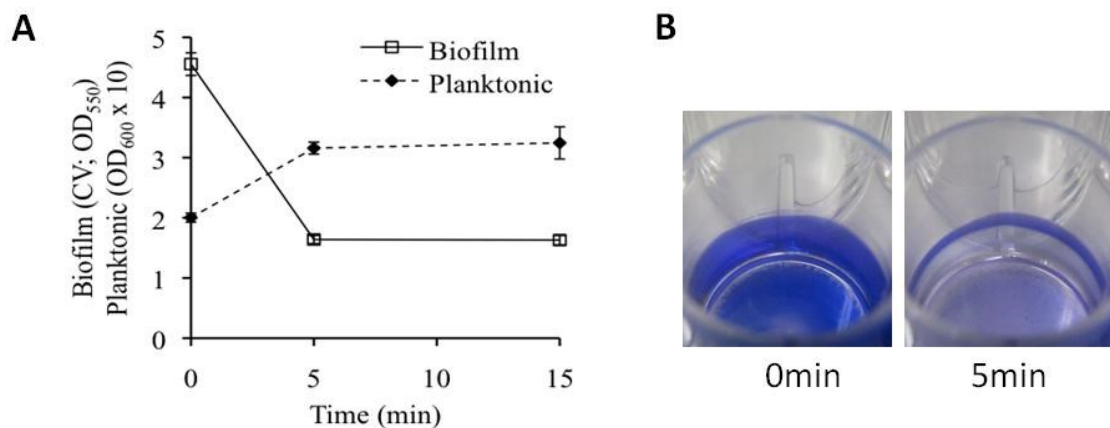 A
B
Biofilm (CV; OD550)
Planktonic (OD600 x 10)
5
4
3
2
1
0
Biofilm
Planktonic
0 5 10 15
Time (min)
0min 5min